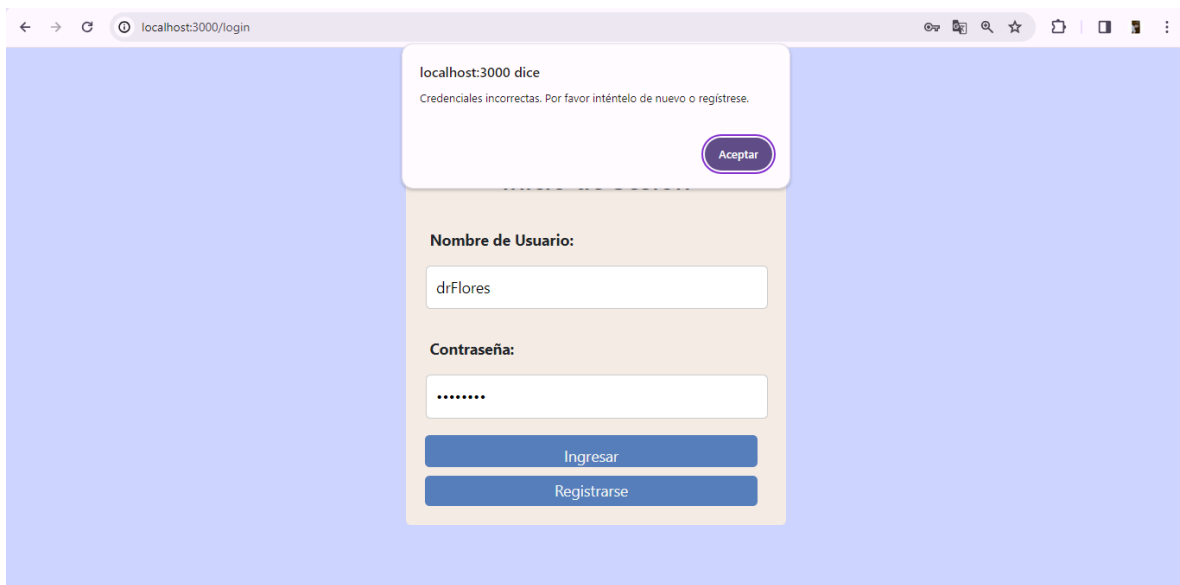 localhost:3000/login
localhost:3000 dice
Credenciales incorrectas. Por favor inténtelo de nuevo o regístrese.
Aceptar
Nombre de Usuario:
drFlores
Contraseña:
••••••••
Ingresar
Registrarse